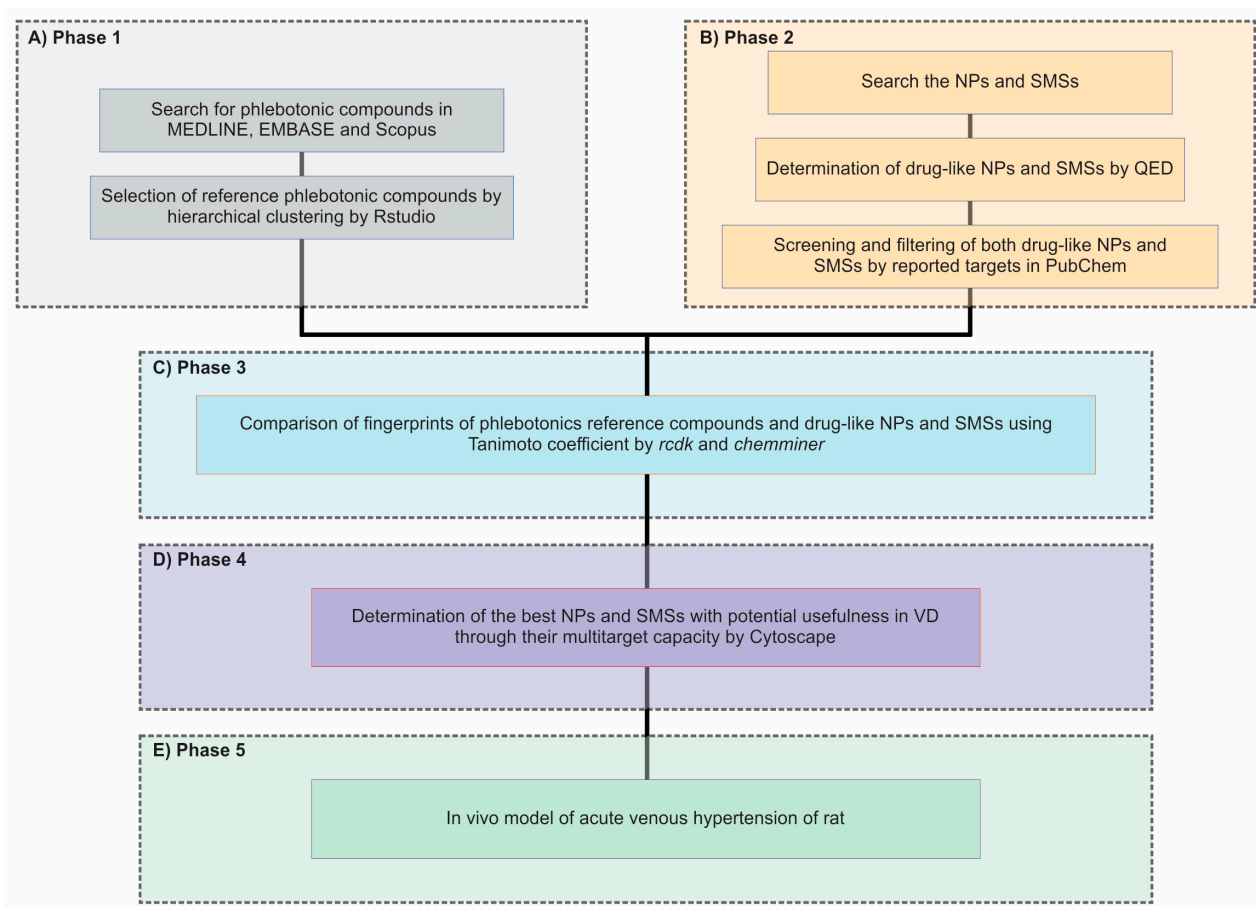 A) Phase 1
Search for phlebotonic compounds in
MEDLINE, EMBASE and Scopus
Selection of reference phlebotonic compounds by
hierarchical clustering by Rstudio
B) Phase 2
Search the NPs and SMSs
Determination of drug-like NPs and SMSs by QED
Screening and filtering of both drug-like NPs and
SMSs by reported targets in PubChem
C) Phase 3
Comparison of fingerprints of phlebotonics reference compounds and drug-like NPs and SMSs using
Tanimoto coefficient by rcdk and chemminer
D) Phase 4
Determination of the best NPs and SMSs with potential usefulness in VD
through their multitarget capacity by Cytoscape
E) Phase 5
In vivo model of acute venous hypertension of rat